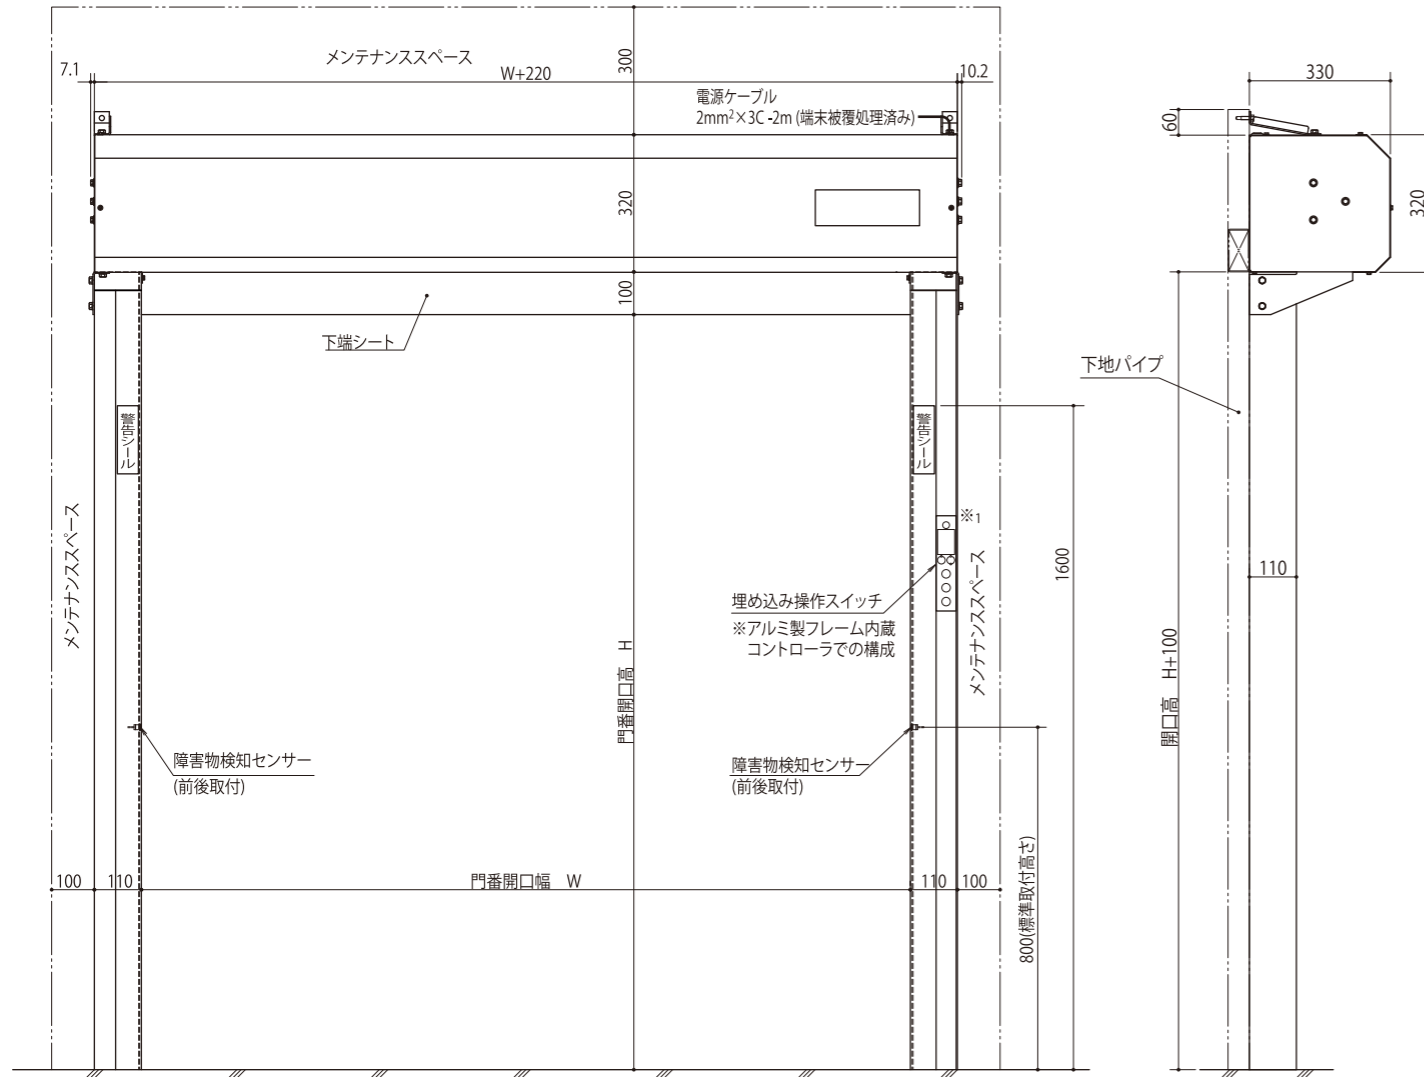 メンテナンススペース
7.1
W+220
300
10.2
330
電源ケーブル
2mm²×3C -2m (端末被覆処理済み)
60
320
320
100
下端シート
下地パイプ
警告シール
警告シール
メンテナンススペース
※1
メンテナンススペース
1600
110
埋め込み操作スイッチ
※アルミ製フレーム内蔵
コントローラでの構成
門番開口高 H
開口高 H+100
障害物検知センサー
(前後取付)
障害物検知センサー
(前後取付)
800(標準取付高さ)
100
110
門番開口幅 W
110
100